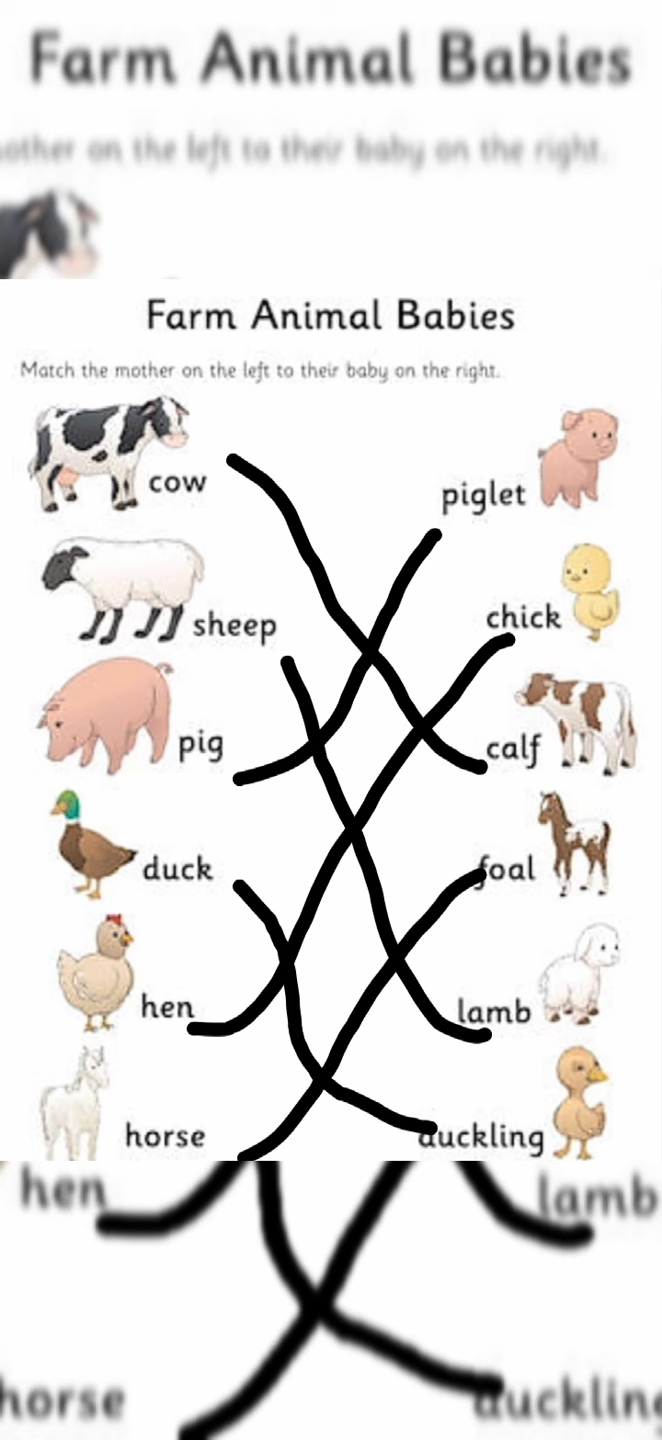 Farm Animal Babies
other on the left to their baby on the right.
Farm Animal Babies
Match the mother on the left to their baby on the right.
cow
piglet
sheep
chick
pig
calf
duck
foal
hen
lamb
horse
duckling
hen
lamb
horse
duckling